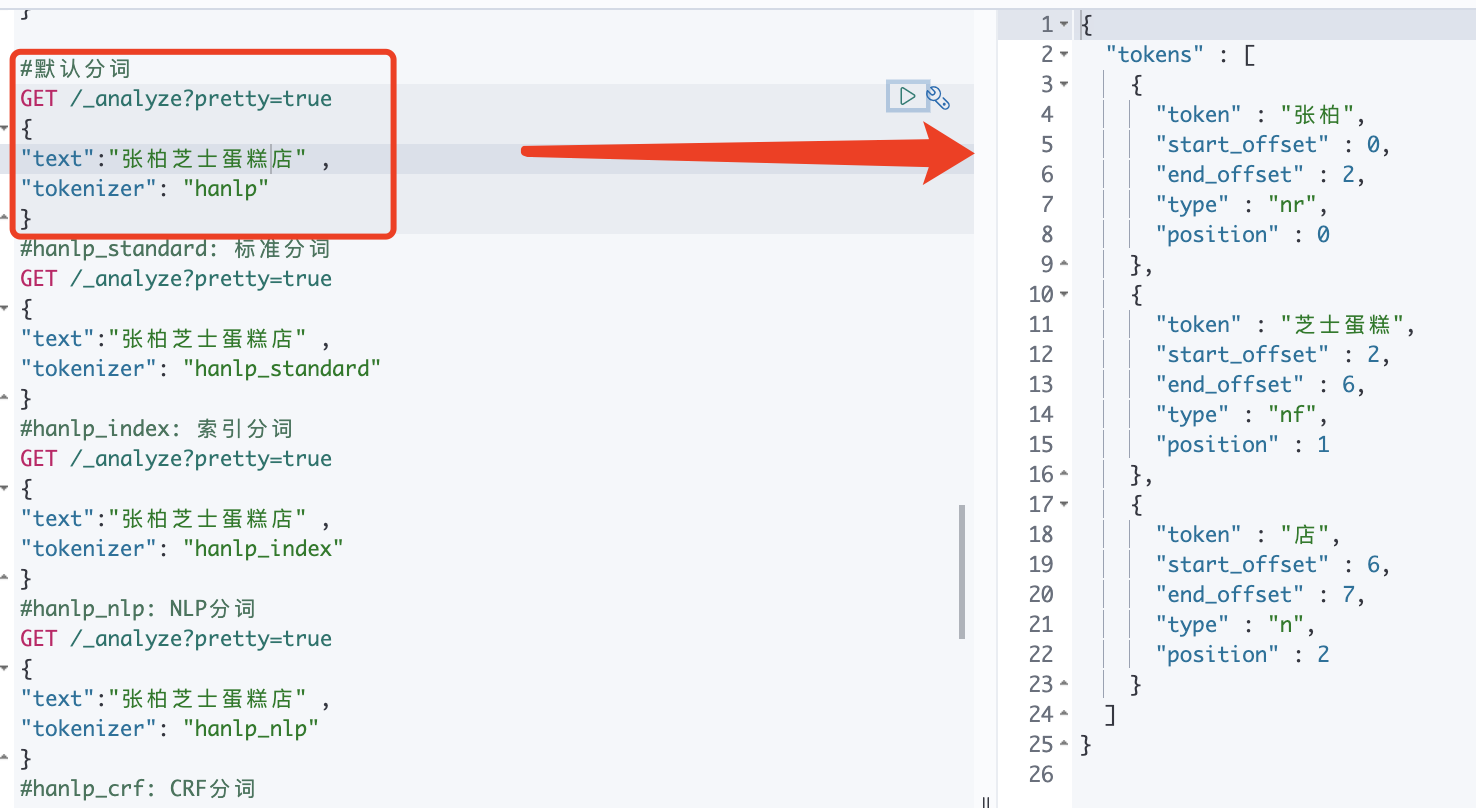 }
#默认分词
GET /_analyze?pretty=true
{
"text":"张柏芝士蛋糕店" ,
"tokenizer": "hanlp"
}
#hanlp_standard: 标准分词
GET /_analyze?pretty=true
{
"text":"张柏芝士蛋糕店" ,
"tokenizer": "hanlp_standard"
}
#hanlp_index: 索引分词
GET /_analyze?pretty=true
{
"text":"张柏芝士蛋糕店" ,
"tokenizer": "hanlp_index"
}
#hanlp_nlp: NLP分词
GET /_analyze?pretty=true
{
"text":"张柏芝士蛋糕店" ,
"tokenizer": "hanlp_nlp"
}
#hanlp_crf: CRF分词
1 {
2 "tokens" : [
3 {
4 "token" : "张柏",
5 "start_offset" : 0,
6 "end_offset" : 2,
7 "type" : "nr",
8 "position" : 0
9 },
10 {
11 "token" : "芝士蛋糕",
12 "start_offset" : 2,
13 "end_offset" : 6,
14 "type" : "nf",
15 "position" : 1
16 },
17 {
18 "token" : "店",
19 "start_offset" : 6,
20 "end_offset" : 7,
21 "type" : "n",
22 "position" : 2
23 }
24 ]
25 }
26